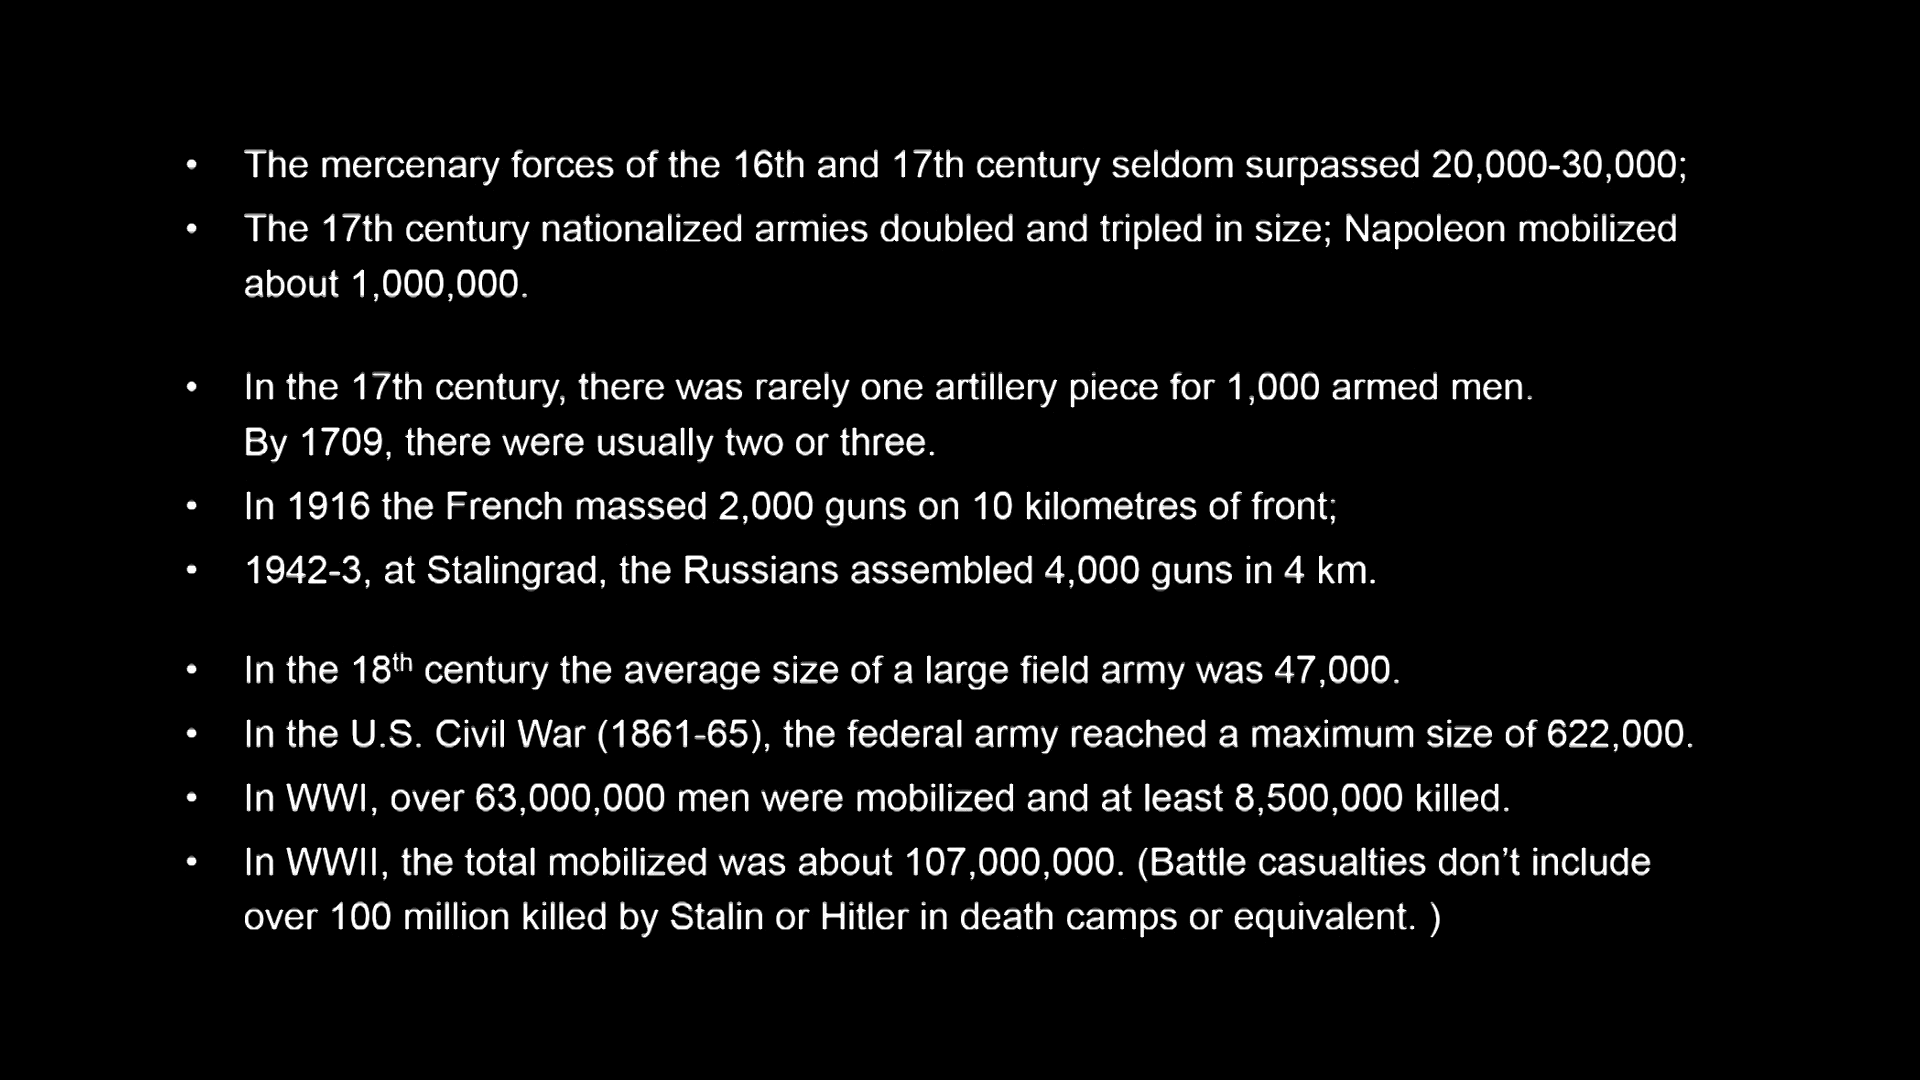 • The mercenary forces of the 16th and 17th century seldom surpassed 20,000-30,000;
• The 17th century nationalized armies doubled and tripled in size; Napoleon mobilized
about 1,000,000.
• In the 17th century, there was rarely one artillery piece for 1,000 armed men.
By 1709, there were usually two or three.
• In 1916 the French massed 2,000 guns on 10 kilometres of front;
• 1942-3, at Stalingrad, the Russians assembled 4,000 guns in 4 km.
• In the 18th century the average size of a large field army was 47,000.
• In the U.S. Civil War (1861-65), the federal army reached a maximum size of 622,000.
• In WWI, over 63,000,000 men were mobilized and at least 8,500,000 killed.
• In WWII, the total mobilized was about 107,000,000. (Battle casualties don’t include
over 100 million killed by Stalin or Hitler in death camps or equivalent. )